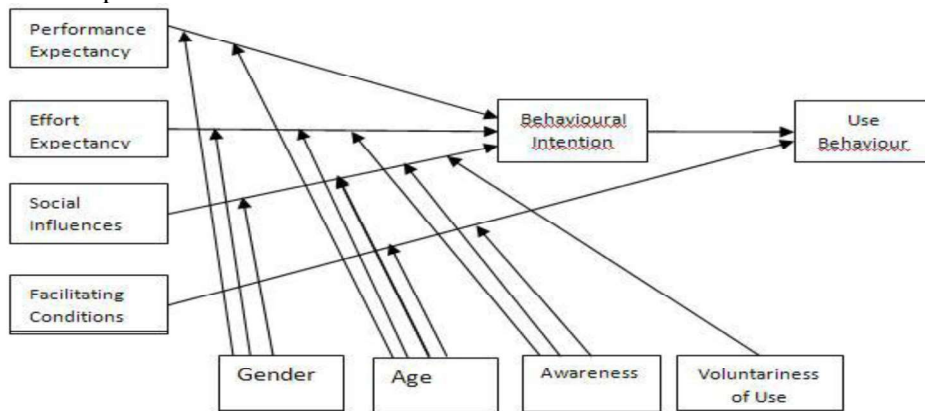 Performance
Expectancy
Effort
Expectancy
Social
Influences
Facilitating
Conditions
Behavioural
Intention
Use
Behaviour
Gender
Age
Awareness
Voluntariness
of Use